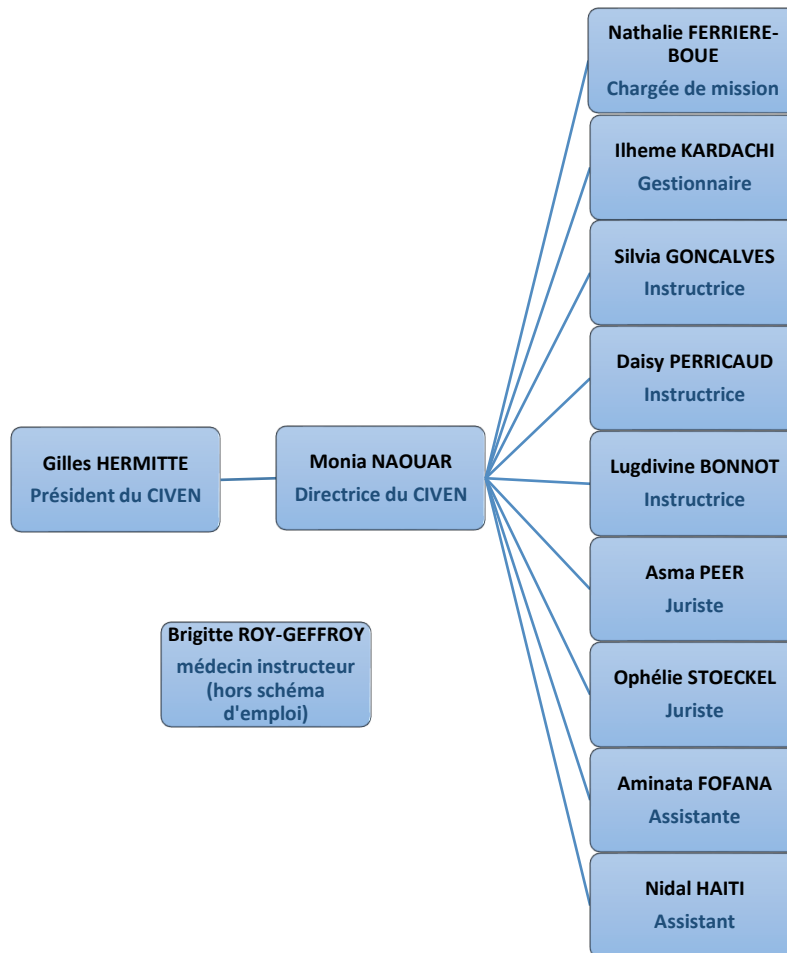 Nathalie FERRIERE-
BOUE
Chargée de mission
Ilheme KARDACHI
Gestionnaire
Silvia GONCALVES
Instructrice
Daisy PERRICAUD
Instructrice
Gilles HERMITTE
Président du CIVEN
Monia NAOUAR
Directrice du CIVEN
Lugdivine BONNOT
Instructrice
Asma PEER
Juriste
Brigitte ROY-GEFFROY
médecin instructeur
(hors schéma
d'emploi)
Ophélie STOECKEL
Juriste
Aminata FOFANA
Assistante
Nidal HAITI
Assistant